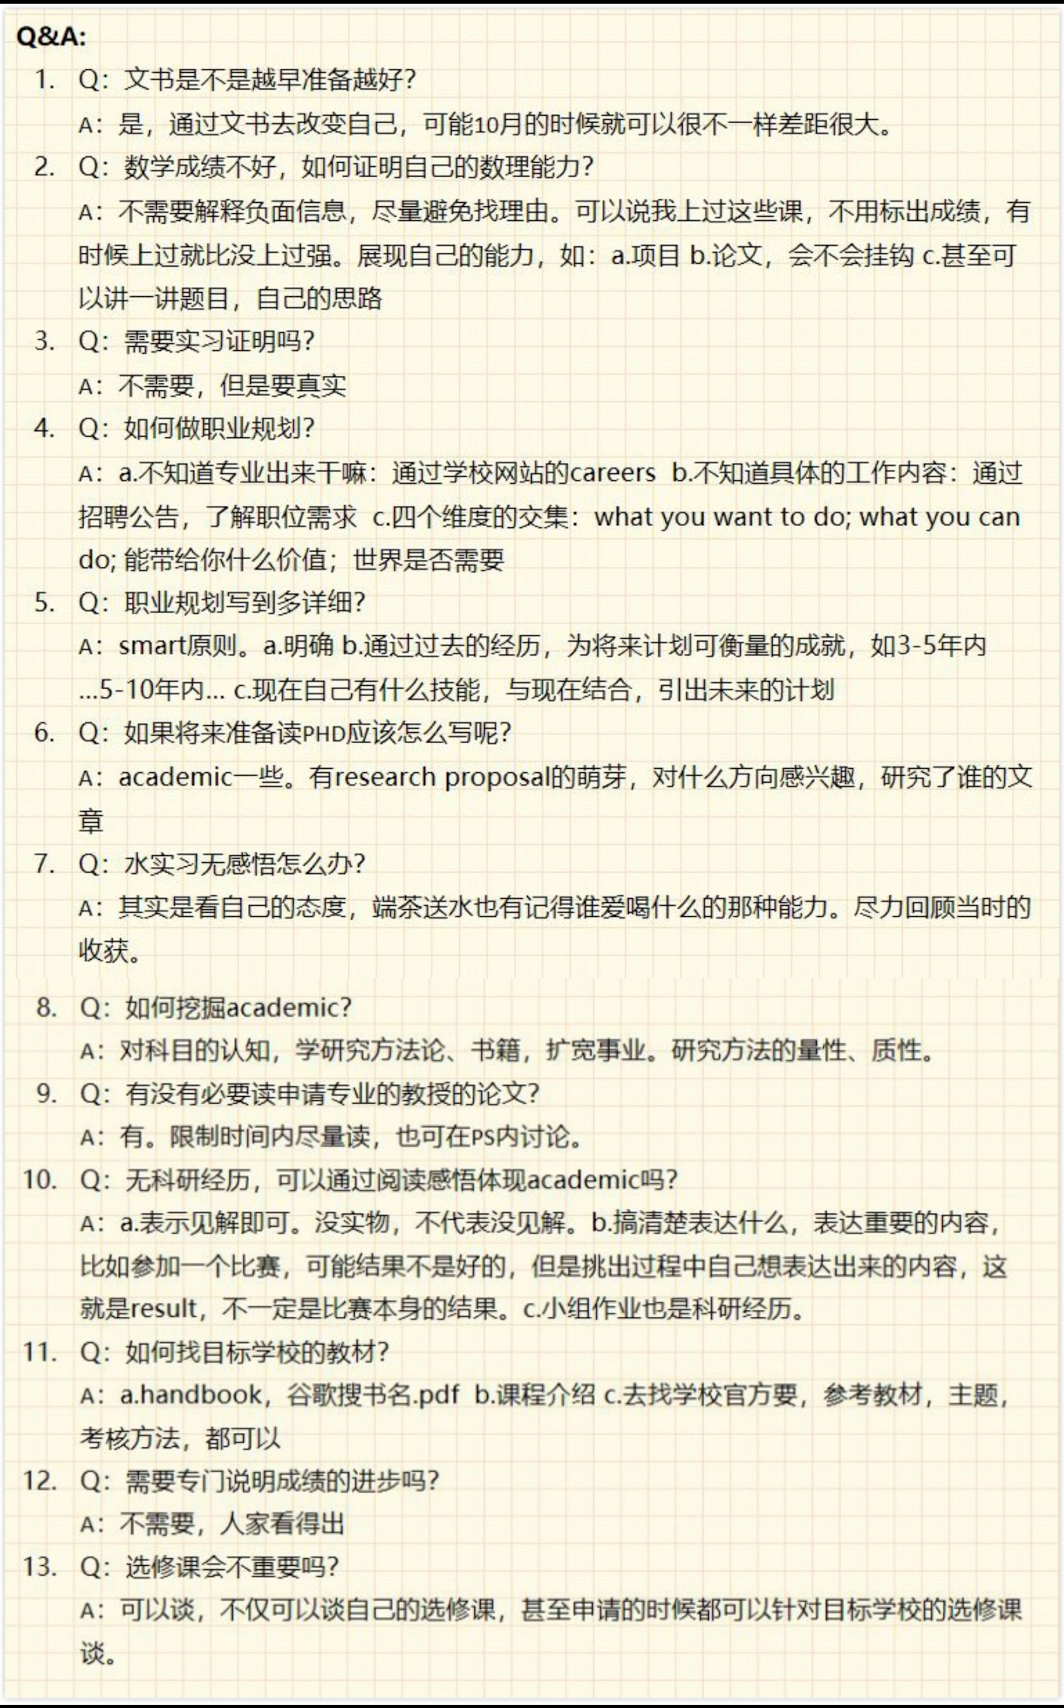 Q&A:
1. Q：文书是不是越早准备越好？
A：是，通过文书去改变自己，可能10月的时候就可以很不一样差距很大。
2. Q：数学成绩不好，如何证明自己的数理能力？
A：不需要解释负面信息，尽量避免找理由。可以说我上过这些课，不用标出成绩，有
时候上过就比没上过强。展现自己的能力，如：a.项目 b.论文，会不会挂钩 c.甚至可
以讲一讲题目，自己的思路
3. Q：需要实习证明吗？
A：不需要，但是要真实
4. Q：如何做职业规划？
A：a.不知道专业出来干嘛：通过学校网站的careers b.不知道具体的工作内容：通过
招聘公告，了解职位需求 c.四个维度的交集：what you want to do; what you can
do; 能带给你什么价值；世界是否需要
5. Q：职业规划写到多详细？
A：smart原则。a.明确 b.通过过去的经历，为将来计划可衡量的成就，如3-5年内
...5-10年内... c.现在自己有什么技能，与现在结合，引出未来的计划
6. Q：如果将来准备读PHD应该怎么写呢？
A：academic一些。有research proposal的萌芽，对什么方向感兴趣，研究了谁的文
章
7. Q：水实习无感悟怎么办？
A：其实是看自己的态度，端茶送水也有记得谁爱喝什么的那种能力。尽力回顾当时的
收获。
8. Q：如何挖掘academic？
A：对科目的认知，学研究方法论、书籍，扩宽事业。研究方法的量性、质性。
9. Q：有没有必要读申请专业的教授的论文？
A：有。限制时间内尽量读，也可在PS内讨论。
10. Q：无科研经历，可以通过阅读感悟体现academic吗？
A：a.表示见解即可。没实物，不代表没见解。b.搞清楚表达什么，表达重要的内容，
比如参加一个比赛，可能结果不是好的，但是挑出过程中自己想表达出来的内容，这
就是result，不一定是比赛本身的结果。c.小组作业也是科研经历。
11. Q：如何找目标学校的教材？
A：a.handbook，谷歌搜书名.pdf b.课程介绍 c.去找学校官方要，参考教材，主题，
考核方法，都可以
12. Q：需要专门说明成绩的进步吗？
A：不需要，人家看得出
13. Q：选修课会不重要吗？
A：可以谈，不仅可以谈自己的选修课，甚至申请的时候都可以针对目标学校的选修课
谈。